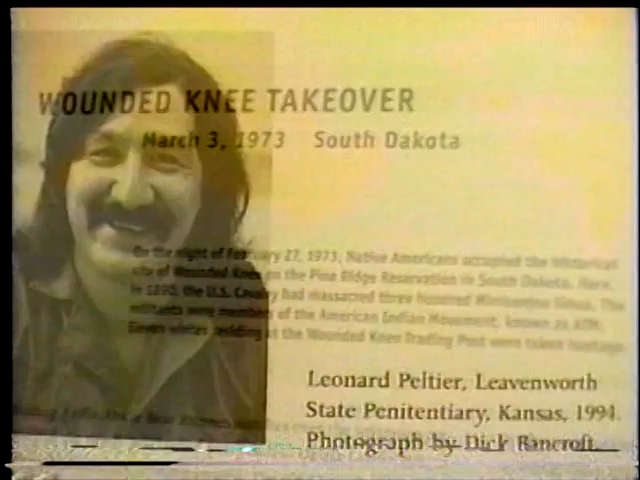 WOUNDED KNEE TAKEOVER
March 3, 1973 South Dakota
On the night of February 27, 1973, Native Americans occupied the historical
site of Wounded Knee on the Pine Ridge Reservation in South Dakota. Here,
in 1890, the U.S. Cavalry had massacred three hundred Sioux. The
militants were members of the American Indian Movement, known as AIM.
Eleven whites residing at the Wounded Knee Trading Post were taken hostage
Leonard Peltier, Leavenworth
State Penitentiary, Kansas, 1994.
Photograph by Dick Bancroft.